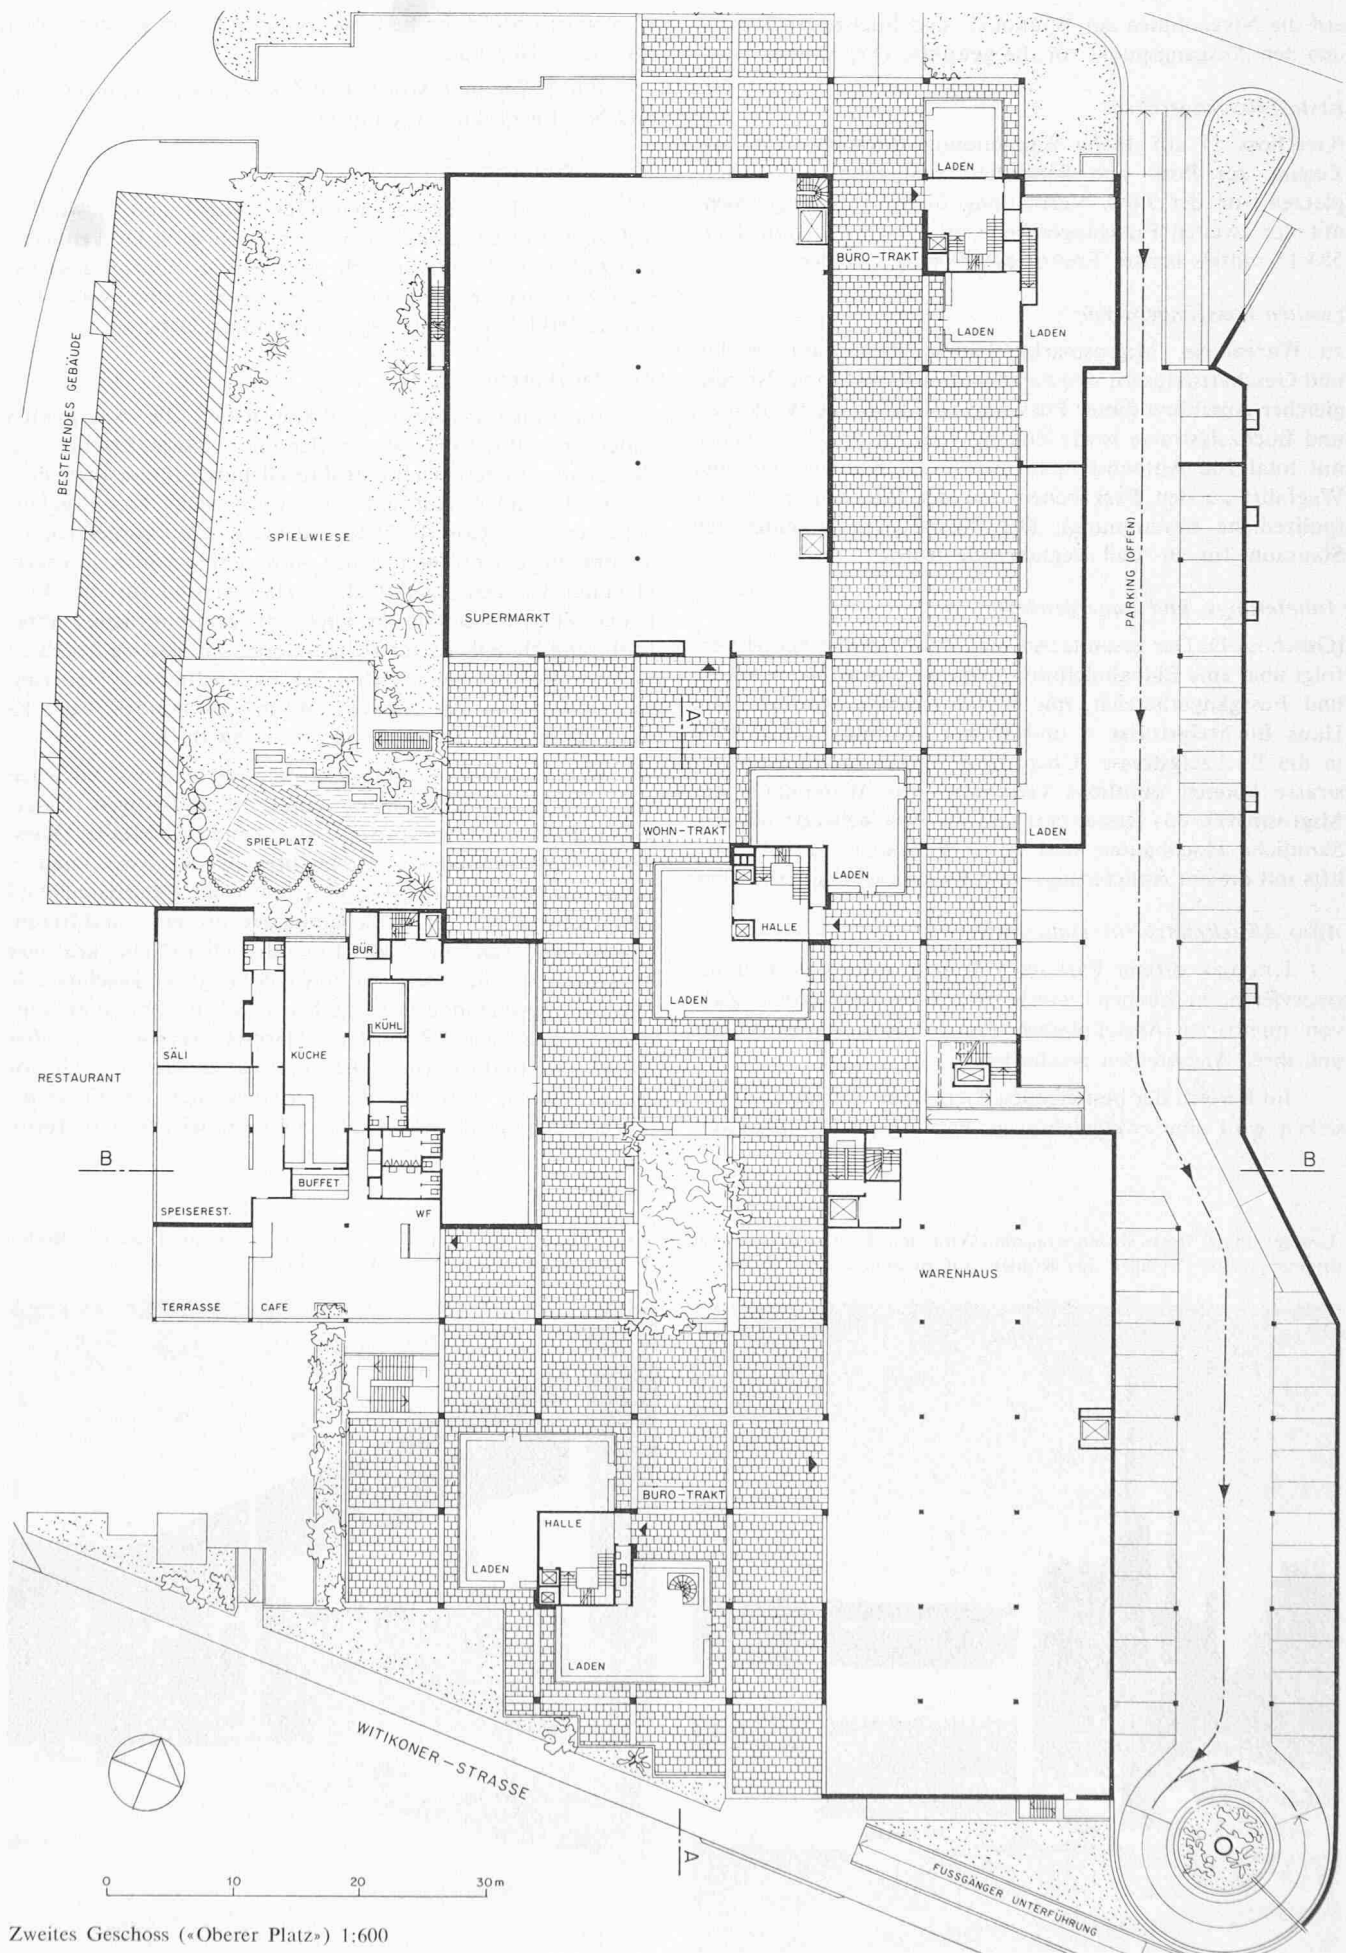 LADEN
BÜRO-TRAKT
LADEN
LADEN
BESTEHENDES GEBÄUDE
SPIELWIESE
PARKING (OFFEN)
SUPERMARKT
A
WOHN-TRAKT
LADEN
SPIELPLATZ
LADEN
HALLE
BÜR.
LADEN
KÜHL
SÄLI
KÜCHE
RESTAURANT
B
B
BUFFET
SPEISEREST.
WF
WARENHAUS
TERRASSE
CAFE
BÜRO-TRAKT
HALLE
LADEN
LADEN
WITIKONER-STRASSE
A
FUSSGÄNGER UNTERFÜHRUNG
0 10 20 30 m
Zweites Geschoss («Oberer Platz») 1:600